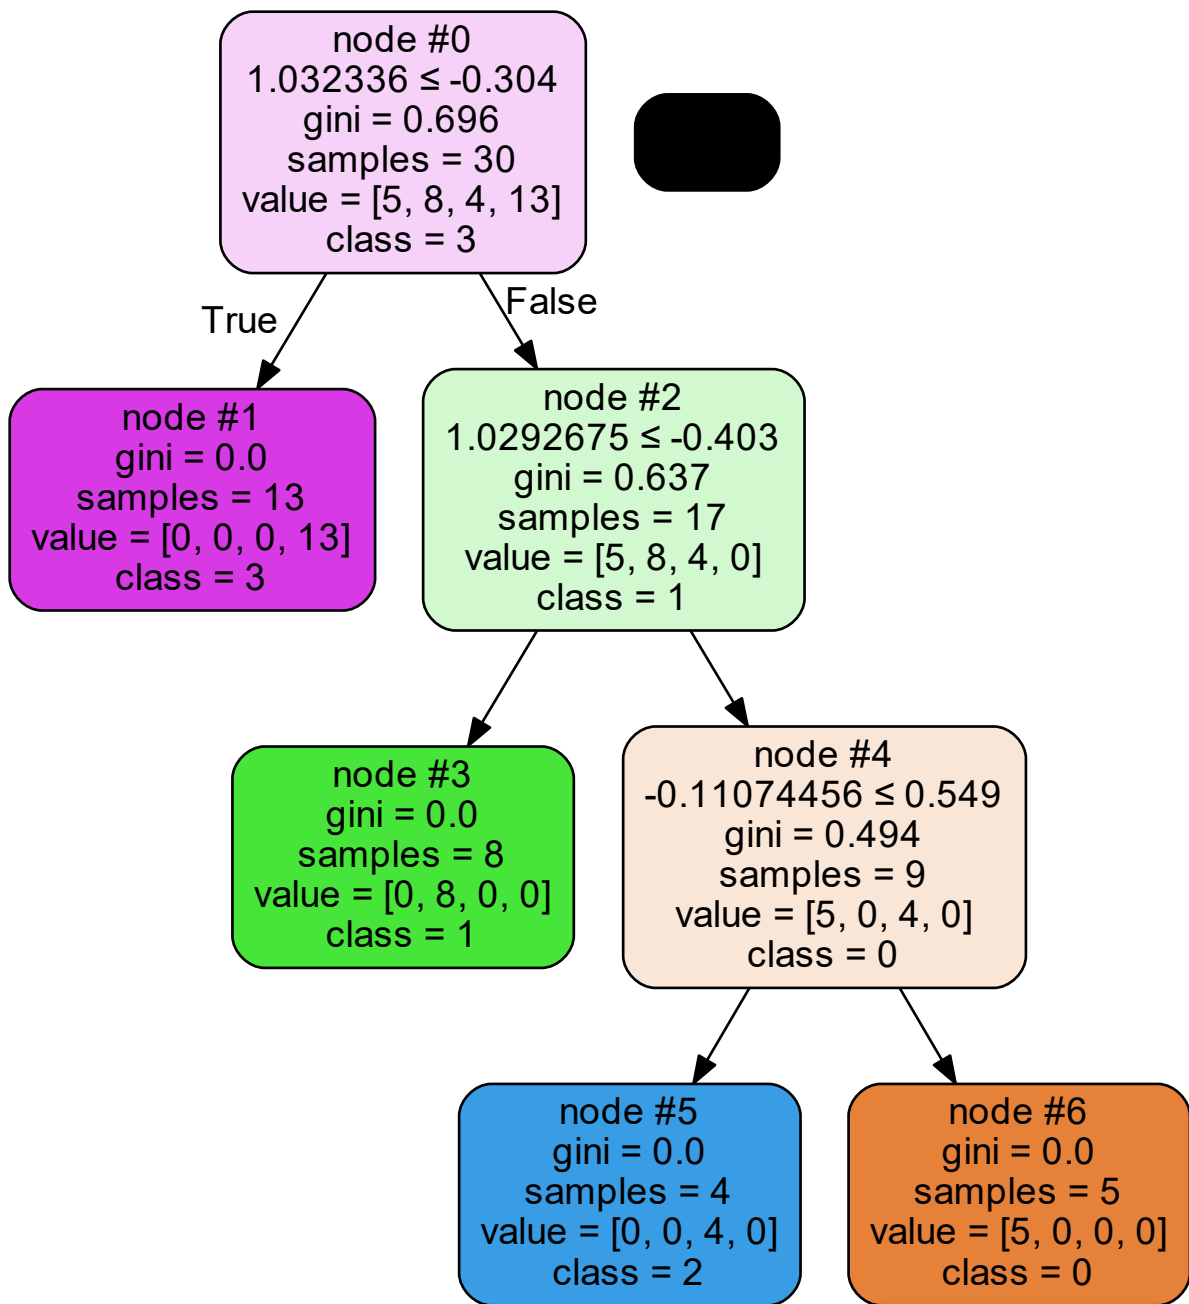 node #0
1.032336 ≤ -0.304
gini = 0.696
samples = 30
value = [5, 8, 4, 13]
class = 3
True
False
node #1
gini = 0.0
samples = 13
value = [0, 0, 0, 13]
class = 3
node #2
1.0292675 ≤ -0.403
gini = 0.637
samples = 17
value = [5, 8, 4, 0]
class = 1
node #3
gini = 0.0
samples = 8
value = [0, 8, 0, 0]
class = 1
node #4
-0.11074456 ≤ 0.549
gini = 0.494
samples = 9
value = [5, 0, 4, 0]
class = 0
node #5
gini = 0.0
samples = 4
value = [0, 0, 4, 0]
class = 2
node #6
gini = 0.0
samples = 5
value = [5, 0, 0, 0]
class = 0